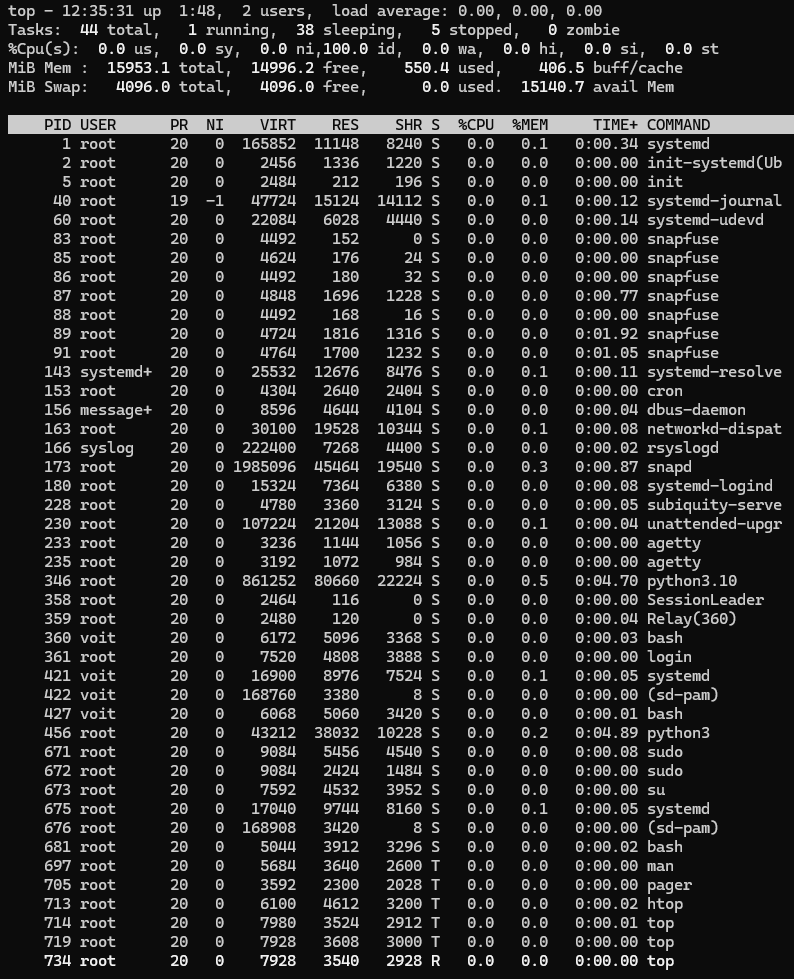 top - 12:35:31 up  1:48,  2 users,  load average: 0.00, 0.00, 0.00
Tasks:  44 total,   1 running,  38 sleeping,   5 stopped,   0 zombie
%Cpu(s):  0.0 us,  0.0 sy,  0.0 ni,100.0 id,  0.0 wa,  0.0 hi,  0.0 si,  0.0 st
MiB Mem :  15953.1 total,  14996.2 free,    550.4 used,    406.5 buff/cache
MiB Swap:   4096.0 total,   4096.0 free,      0.0 used.  15140.7 avail Mem
PID USER      PR  NI    VIRT    RES    SHR S  %CPU  %MEM     TIME+ COMMAND
1 root      20   0  165852  11148   8240 S   0.0   0.1   0:00.34 systemd
2 root      20   0    2456   1336   1220 S   0.0   0.0   0:00.00 init-systemd(Ub
5 root      20   0    2484    212    196 S   0.0   0.0   0:00.00 init
40 root      19  -1   47724  15124  14112 S   0.0   0.1   0:00.12 systemd-journal
60 root      20   0   22084   6028   4440 S   0.0   0.0   0:00.14 systemd-udevd
83 root      20   0    4492    152      0 S   0.0   0.0   0:00.00 snapfuse
85 root      20   0    4624    176     24 S   0.0   0.0   0:00.00 snapfuse
86 root      20   0    4492    180     32 S   0.0   0.0   0:00.00 snapfuse
87 root      20   0    4848   1696   1228 S   0.0   0.0   0:00.77 snapfuse
88 root      20   0    4492    168     16 S   0.0   0.0   0:00.00 snapfuse
89 root      20   0    4724   1816   1316 S   0.0   0.0   0:01.92 snapfuse
91 root      20   0    4764   1700   1232 S   0.0   0.0   0:01.05 snapfuse
143 systemd+  20   0   25532  12676   8476 S   0.0   0.1   0:00.11 systemd-resolve
153 root      20   0    4304   2640   2404 S   0.0   0.0   0:00.00 cron
156 message+  20   0    8596   4644   4104 S   0.0   0.0   0:00.04 dbus-daemon
163 root      20   0   30100  19528  10344 S   0.0   0.1   0:00.08 networkd-dispat
166 syslog    20   0  222400   7268   4400 S   0.0   0.0   0:00.02 rsyslogd
173 root      20   0 1985096  45464  19540 S   0.0   0.3   0:00.87 snapd
180 root      20   0   15324   7364   6380 S   0.0   0.0   0:00.08 systemd-logind
228 root      20   0    4780   3360   3124 S   0.0   0.0   0:00.05 subiquity-serve
230 root      20   0  107224  21204  13088 S   0.0   0.1   0:00.04 unattended-upgr
233 root      20   0    3236   1144   1056 S   0.0   0.0   0:00.00 agetty
235 root      20   0    3192   1072    984 S   0.0   0.0   0:00.00 agetty
346 root      20   0  861252  80660  22224 S   0.0   0.5   0:04.70 python3.10
358 root      20   0    2464    116      0 S   0.0   0.0   0:00.00 SessionLeader
359 root      20   0    2480    120      0 S   0.0   0.0   0:00.04 Relay(360)
360 voit      20   0    6172   5096   3368 S   0.0   0.0   0:00.03 bash
361 root      20   0    7520   4808   3888 S   0.0   0.0   0:00.00 login
421 voit      20   0   16900   8976   7524 S   0.0   0.1   0:00.05 systemd
422 voit      20   0  168760   3380      8 S   0.0   0.0   0:00.00 (sd-pam)
427 voit      20   0    6068   5060   3420 S   0.0   0.0   0:00.01 bash
456 root      20   0   43212  38032  10228 S   0.0   0.2   0:04.89 python3
671 root      20   0    9084   5456   4540 S   0.0   0.0   0:00.08 sudo
672 root      20   0    9084   2424   1484 S   0.0   0.0   0:00.00 sudo
673 root      20   0    7592   4532   3952 S   0.0   0.0   0:00.00 su
675 root      20   0   17040   9744   8160 S   0.0   0.1   0:00.05 systemd
676 root      20   0  168908   3420      8 S   0.0   0.0   0:00.00 (sd-pam)
681 root      20   0    5044   3912   3296 S   0.0   0.0   0:00.02 bash
697 root      20   0    5684   3640   2600 T   0.0   0.0   0:00.00 man
705 root      20   0    3592   2300   2028 T   0.0   0.0   0:00.00 pager
713 root      20   0    6100   4612   3200 T   0.0   0.0   0:00.02 htop
714 root      20   0    7980   3524   2912 T   0.0   0.0   0:00.01 top
719 root      20   0    7928   3608   3000 T   0.0   0.0   0:00.00 top
734 root      20   0    7928   3540   2928 R   0.0   0.0   0:00.00 top